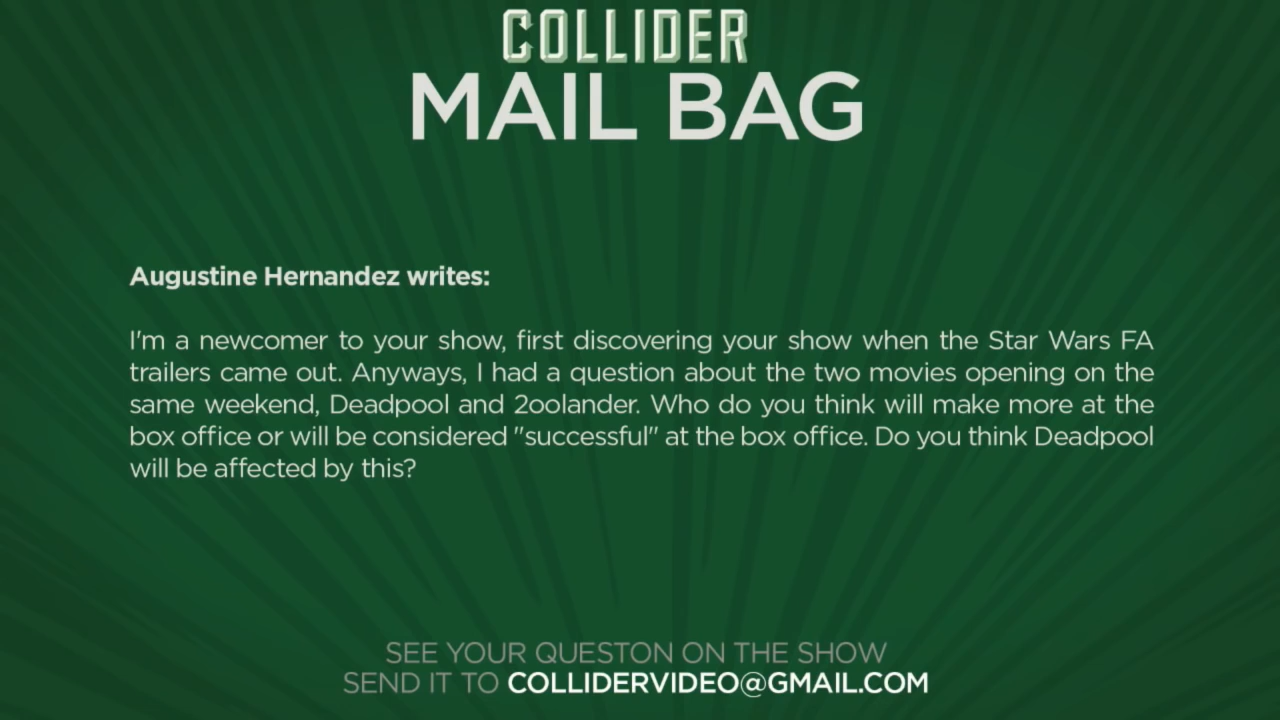 COLLIDER
MAIL BAG
Augustine Hernandez writes:
I'm a newcomer to your show, first discovering your show when the Star Wars FA
trailers came out. Anyways, I had a question about the two movies opening on the
same weekend, Deadpool and 2oolander. Who do you think will make more at the
box office or will be considered "successful" at the box office. Do you think Deadpool
will be affected by this?
SEE YOUR QUESTON ON THE SHOW
SEND IT TO COLLIDERVIDEO@GMAIL.COM